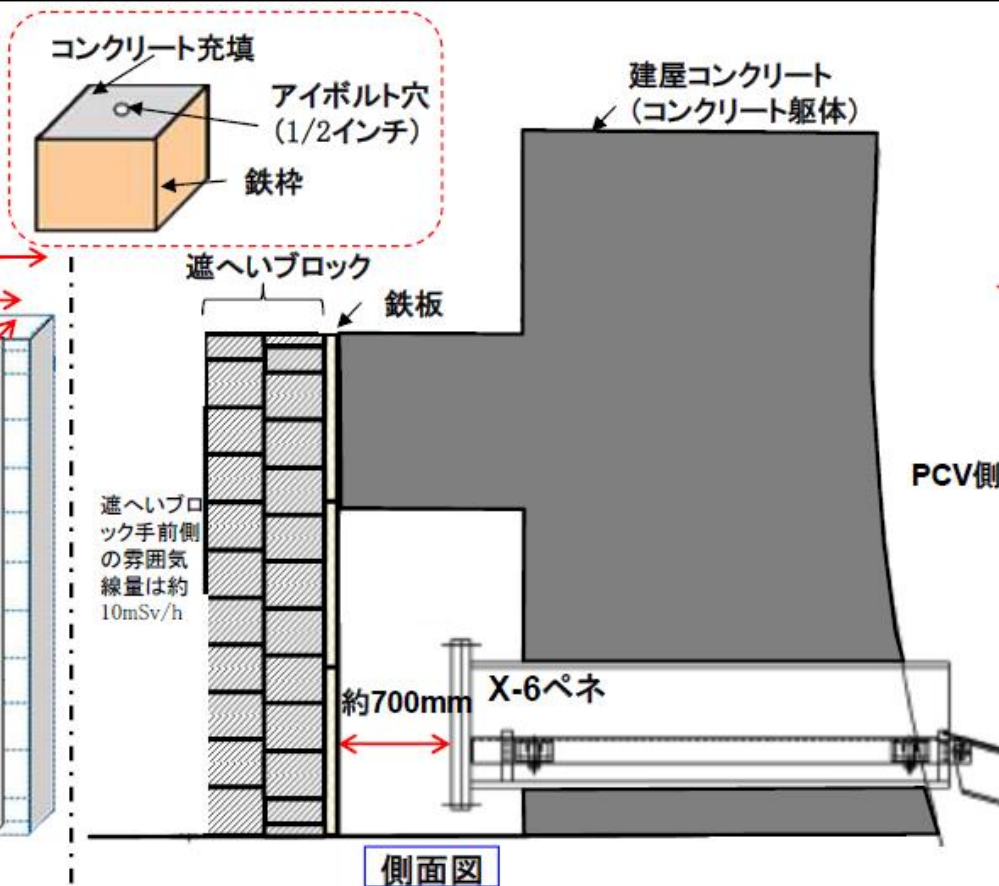 コンクリート充填
アイボルト穴
(1/2インチ)
鉄枠
建屋コンクリート
(コンクリート躯体)
遮へいブロック
鉄板
PCV側
遮へいブロ
ック手前側
の雰囲気
線量は約
10mSv/h
約700mm
X-6ペネ
側面図